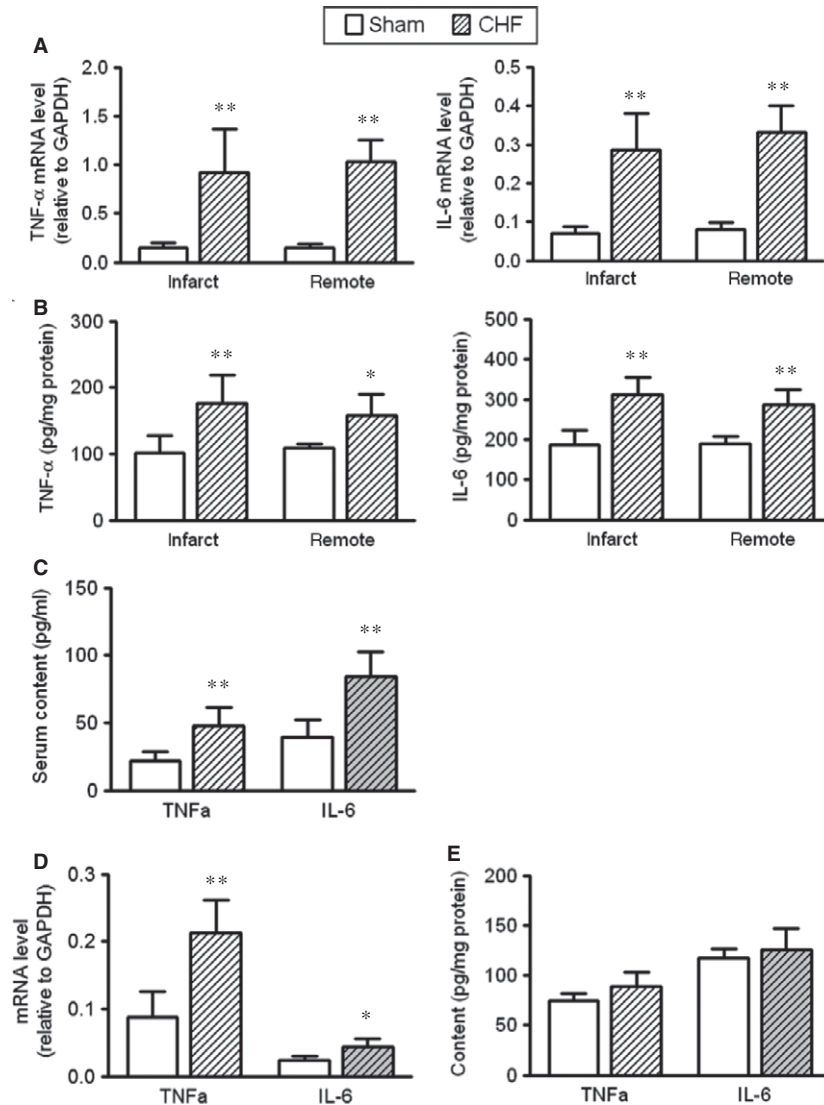 Sham CHF
A
TNF-α mRNA level
(relative to GAPDH)
2.0
1.5
1.0
0.5
0.0
**
**
Infarct Remote
IL-6 mRNA level
(relative to GAPDH)
0.5
0.4
0.3
0.2
0.1
0.0
**
**
Infarct Remote
B
TNF-α (pg/mg protein)
300
200
100
0
**
*
Infarct Remote
IL-6 (pg/mg protein)
500
400
300
200
100
0
**
**
Infarct Remote
C
Serum content (pg/ml)
150
100
50
0
**
**
TNFa IL-6
D
mRNA level
(relative to GAPDH)
0.3
0.2
0.1
0.0
**
*
TNFa IL-6
E
Content (pg/mg protein)
200
150
100
50
0
TNFa IL-6